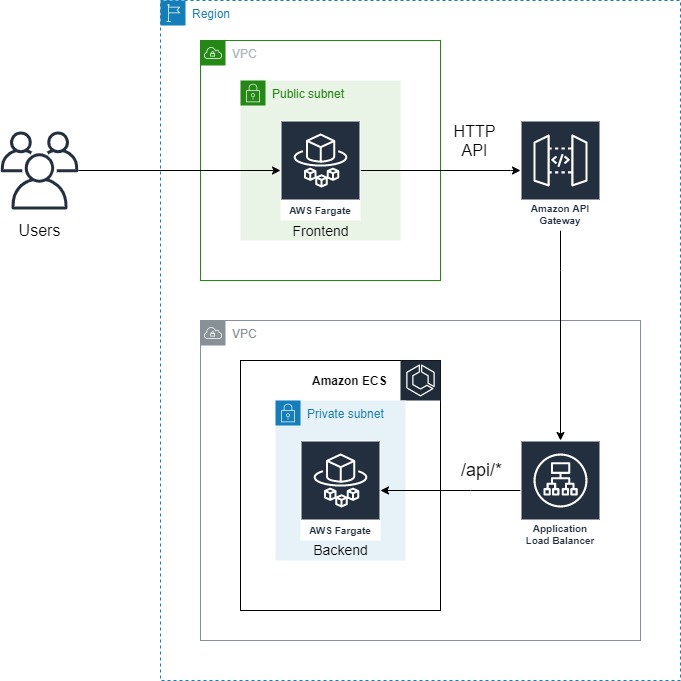 Region
VPC
Public subnet
HTTP
API
AWS Fargate
Frontend
Amazon API
Gateway
Users
VPC
Amazon ECS
Private subnet
/api/*
AWS Fargate
Backend
Application
Load Balancer